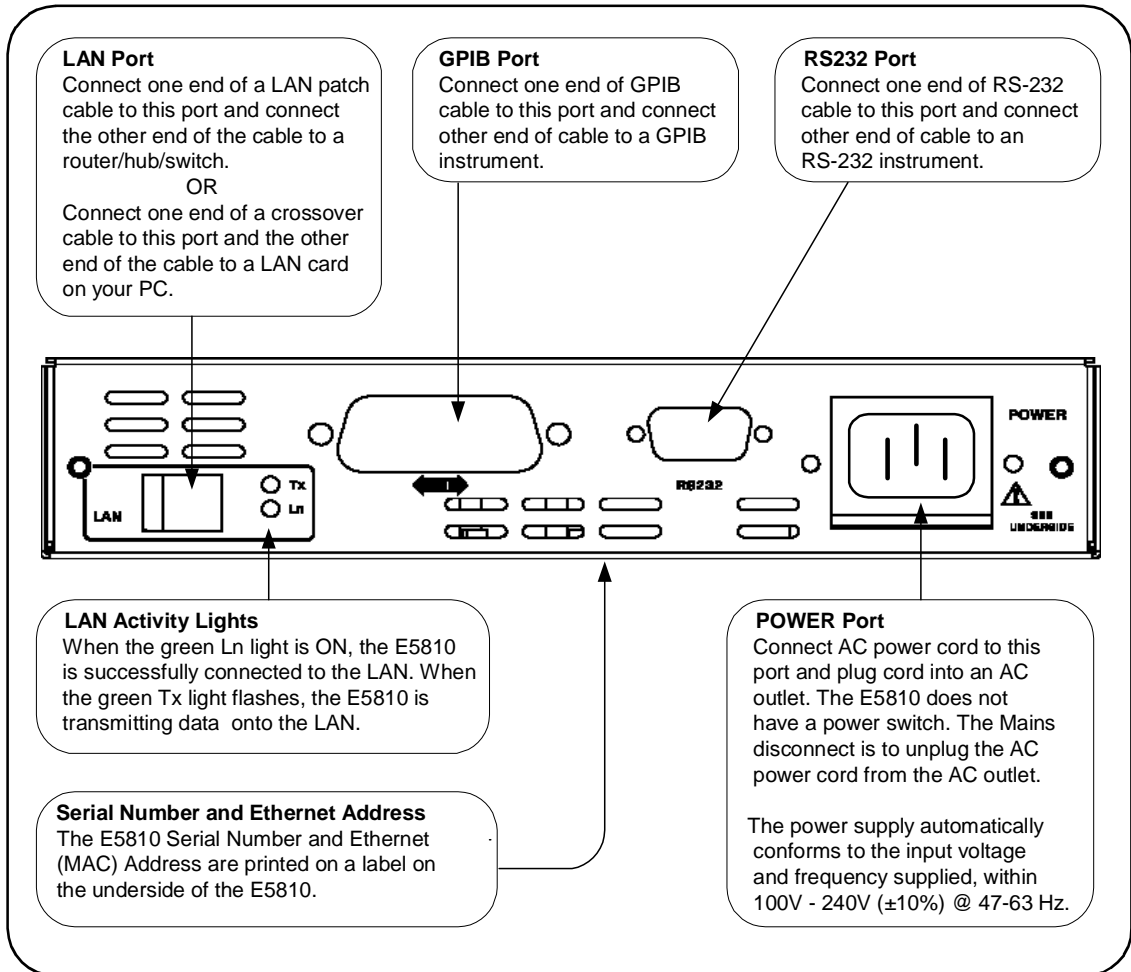 LAN Port
Connect one end of a LAN patch
cable to this port and connect
the other end of the cable to a
router/hub/switch.
OR
Connect one end of a crossover
cable to this port and the other
end of the cable to a LAN card
on your PC.
GPIB Port
Connect one end of GPIB
cable to this port and connect
other end of cable to a GPIB
instrument.
RS232 Port
Connect one end of RS-232
cable to this port and connect
other end of cable to an
RS-232 instrument.
POWER
Tx
Ln
LAN
RS232
SEE
UNDERSIDE
LAN Activity Lights
When the green Ln light is ON, the E5810
is successfully connected to the LAN. When
the green Tx light flashes, the E5810 is
transmitting data onto the LAN.
Serial Number and Ethernet Address
The E5810 Serial Number and Ethernet
(MAC) Address are printed on a label on
the underside of the E5810.
POWER Port
Connect AC power cord to this
port and plug cord into an AC
outlet. The E5810 does not
have a power switch. The Mains
disconnect is to unplug the AC
power cord from the AC outlet.
The power supply automatically
conforms to the input voltage
and frequency supplied, within
100V - 240V (±10%) @ 47-63 Hz.